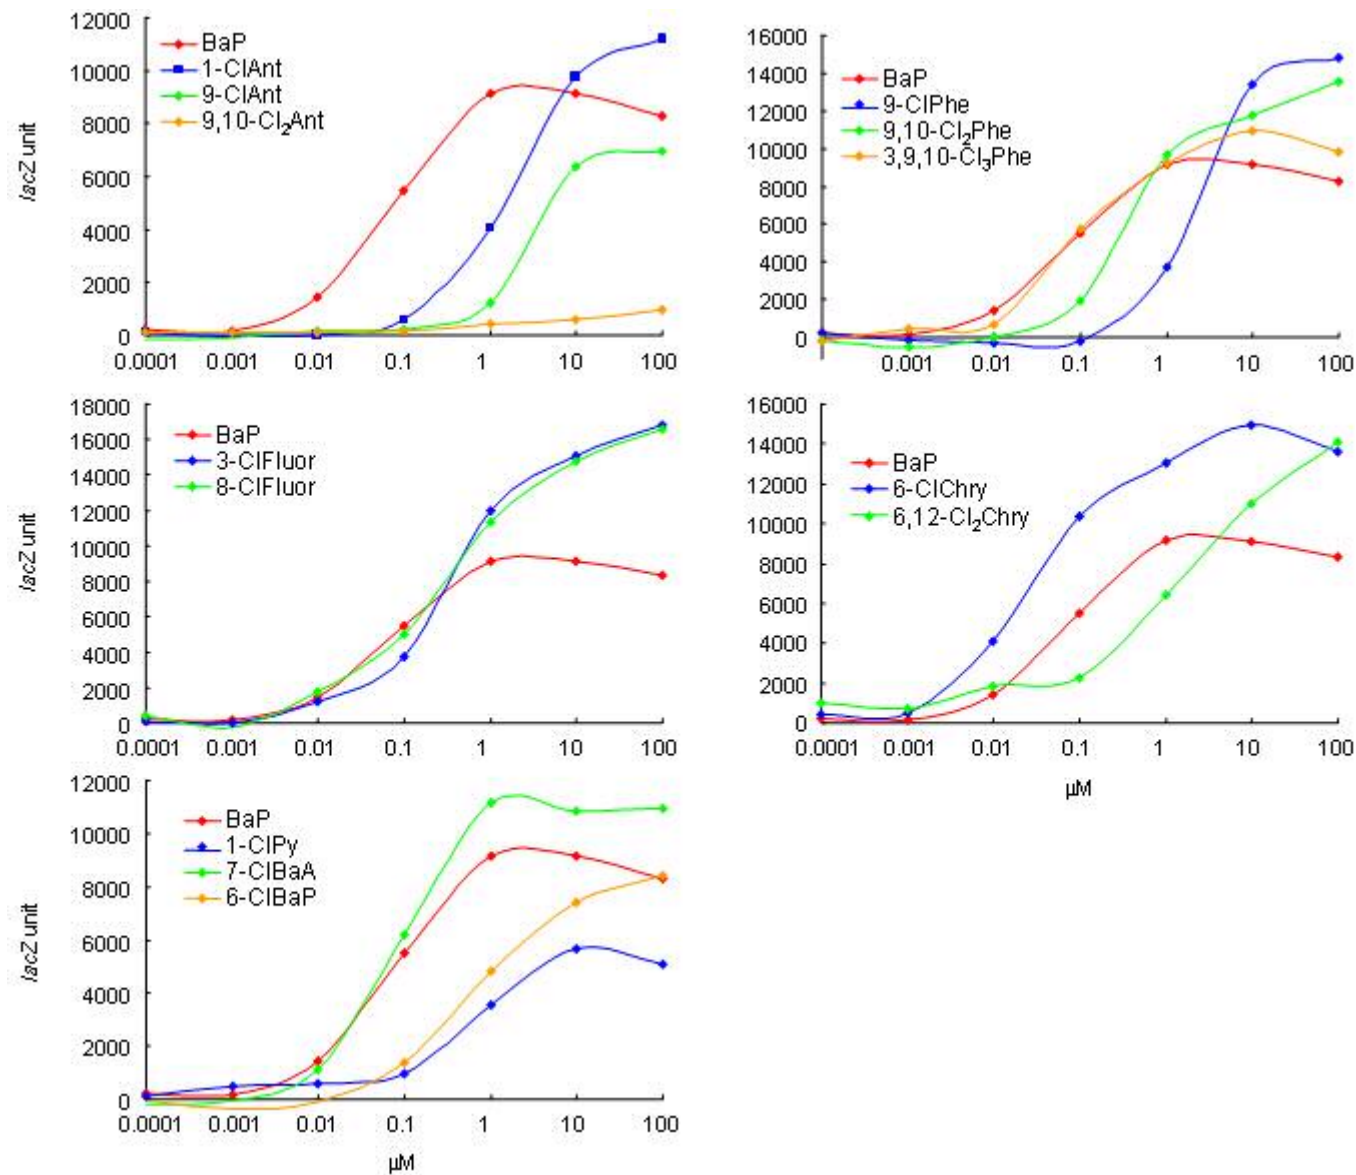 12000
10000
8000
6000
4000
2000
0
lacZ unit
BaP
1-ClAnt
9-ClAnt
9,10-Cl₂Ant
0.0001 0.001 0.01 0.1 1 10 100
16000
14000
12000
10000
8000
6000
4000
2000
0
BaP
9-ClPhe
9,10-Cl₂Phe
3,9,10-Cl₃Phe
0.001 0.01 0.1 1 10 100
18000
16000
14000
12000
10000
8000
6000
4000
2000
0
lacZ unit
BaP
3-ClFluor
8-ClFluor
0.0001 0.001 0.01 0.1 1 10 100
16000
14000
12000
10000
8000
6000
4000
2000
0
BaP
6-ClChry
6,12-Cl₂Chry
0.0001 0.001 0.01 0.1 1 10 100
µM
12000
10000
8000
6000
4000
2000
0
lacZ unit
BaP
1-ClPy
7-ClBaA
6-ClBaP
0.0001 0.001 0.01 0.1 1 10 100
µM